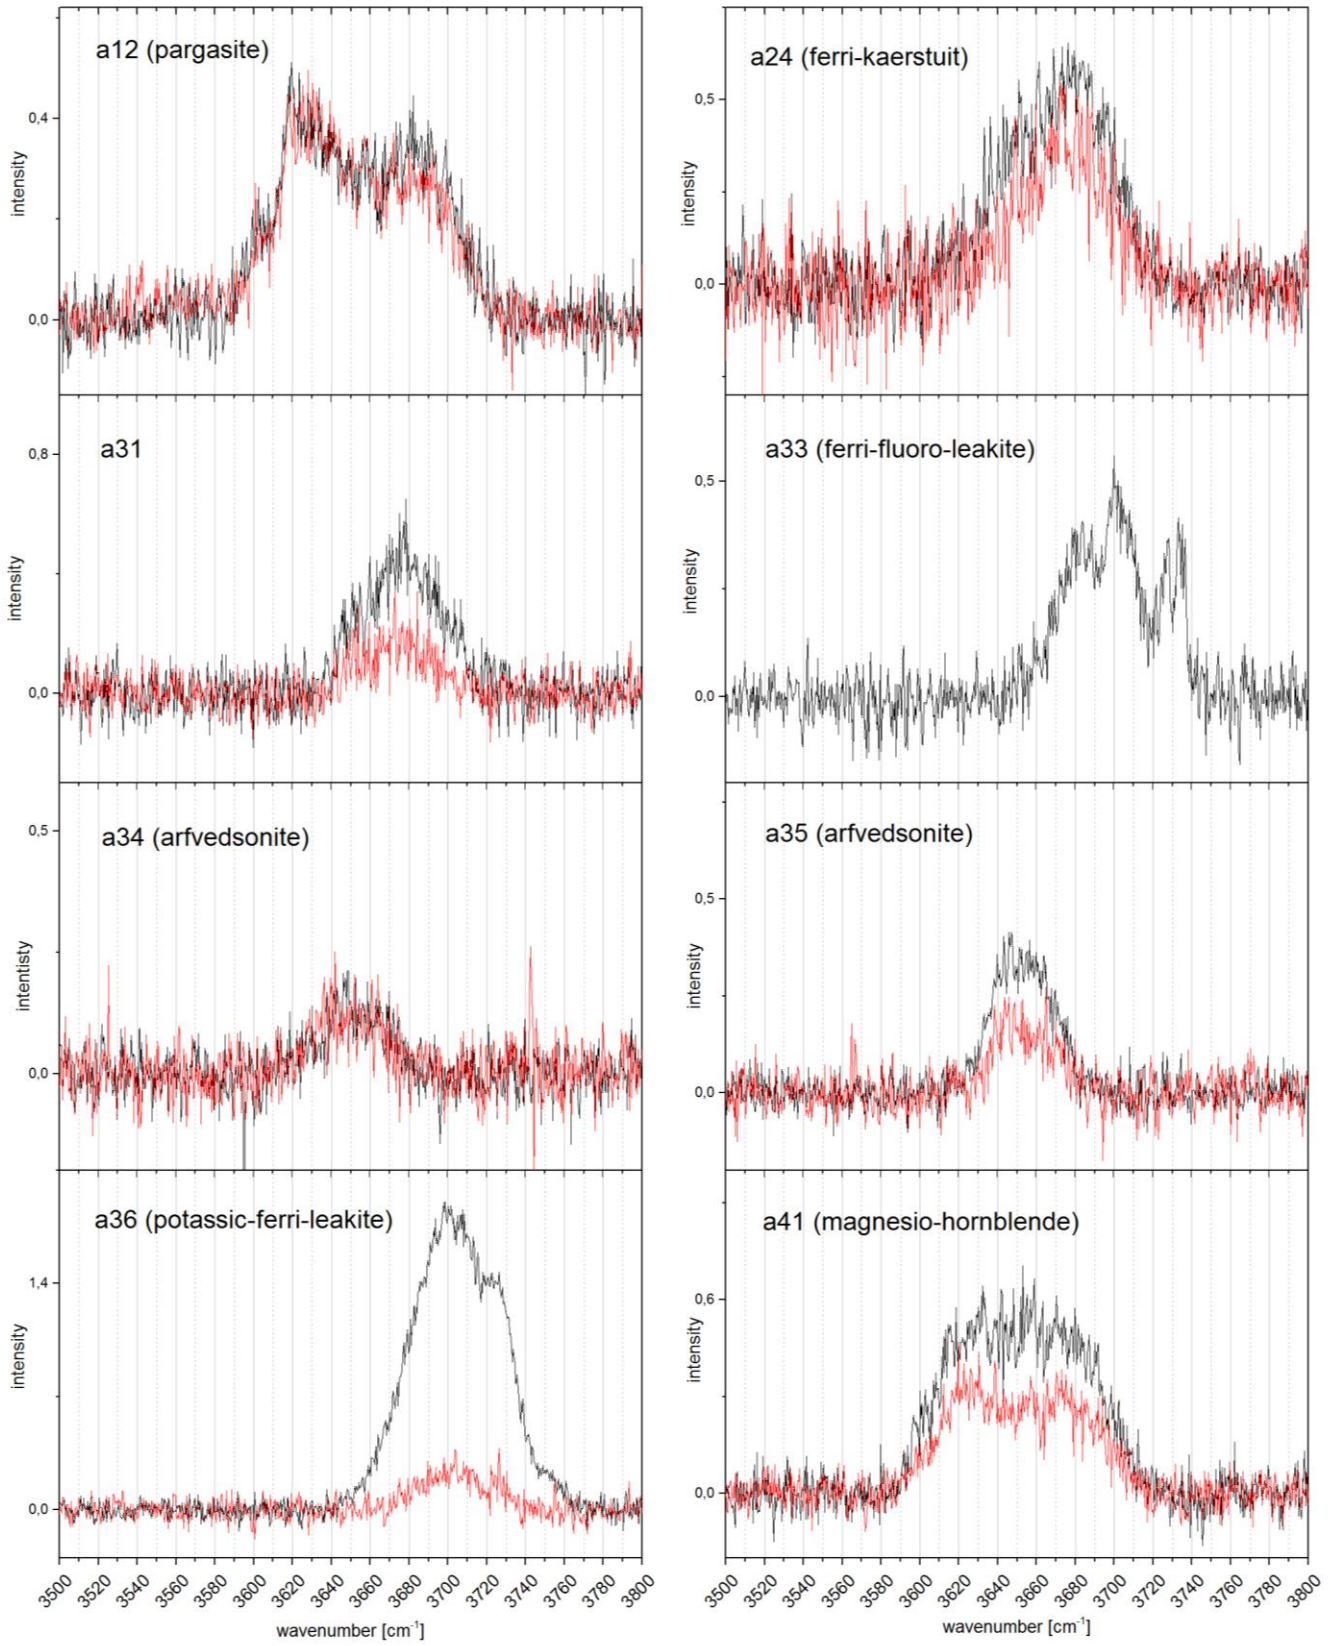 a12 (pargasite)
0,4
0,0
intensity
a24 (ferri-kaerstuit)
0,5
0,0
intensity
a31
0,8
0,0
intensity
a33 (ferri-fluoro-leakite)
0,5
0,0
intensity
a34 (arfvedsonite)
0,5
0,0
intentisty
a35 (arfvedsonite)
0,5
0,0
intensity
a36 (potassic-ferri-leakite)
1,4
0,0
intensity
a41 (magnesio-hornblende)
0,6
0,0
intensity
3500 3520 3540 3560 3580 3600 3620 3640 3660 3680 3700 3720 3740 3760 3780 3800
wavenumber [cm⁻¹]
3500 3520 3540 3560 3580 3600 3620 3640 3660 3680 3700 3720 3740 3760 3780 3800
wavenumber [cm⁻¹]